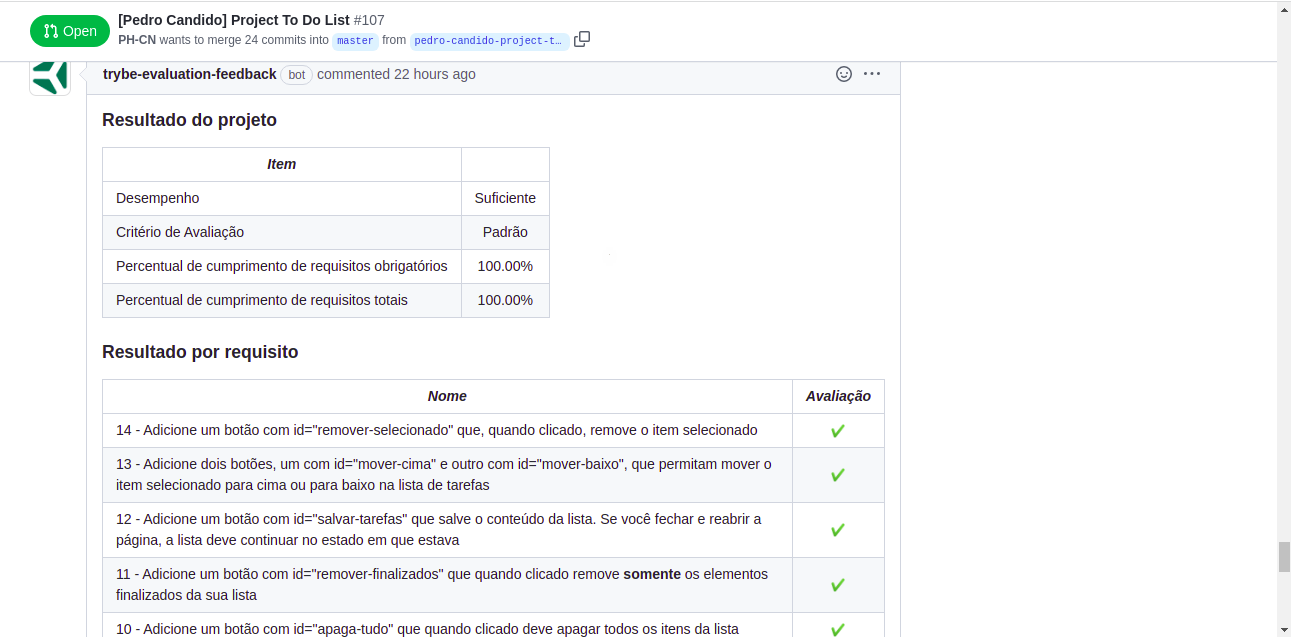 Open
[Pedro Candido] Project To Do List #107
PH-CN wants to merge 24 commits into master from pedro-candido-project-t…
trybe-evaluation-feedback bot commented 22 hours ago
Resultado do projeto
Item
Desempenho Suficiente
Critério de Avaliação Padrão
Percentual de cumprimento de requisitos obrigatórios 100.00%
Percentual de cumprimento de requisitos totais 100.00%
Resultado por requisito
Nome Avaliação
14 - Adicione um botão com id="remover-selecionado" que, quando clicado, remove o item selecionado ✔
13 - Adicione dois botões, um com id="mover-cima" e outro com id="mover-baixo", que permitam mover o
item selecionado para cima ou para baixo na lista de tarefas ✔
12 - Adicione um botão com id="salvar-tarefas" que salve o conteúdo da lista. Se você fechar e reabrir a
página, a lista deve continuar no estado em que estava ✔
11 - Adicione um botão com id="remover-finalizados" que quando clicado remove somente os elementos
finalizados da sua lista ✔
10 - Adicione um botão com id="apaga-tudo" que quando clicado deve apagar todos os itens da lista ✔